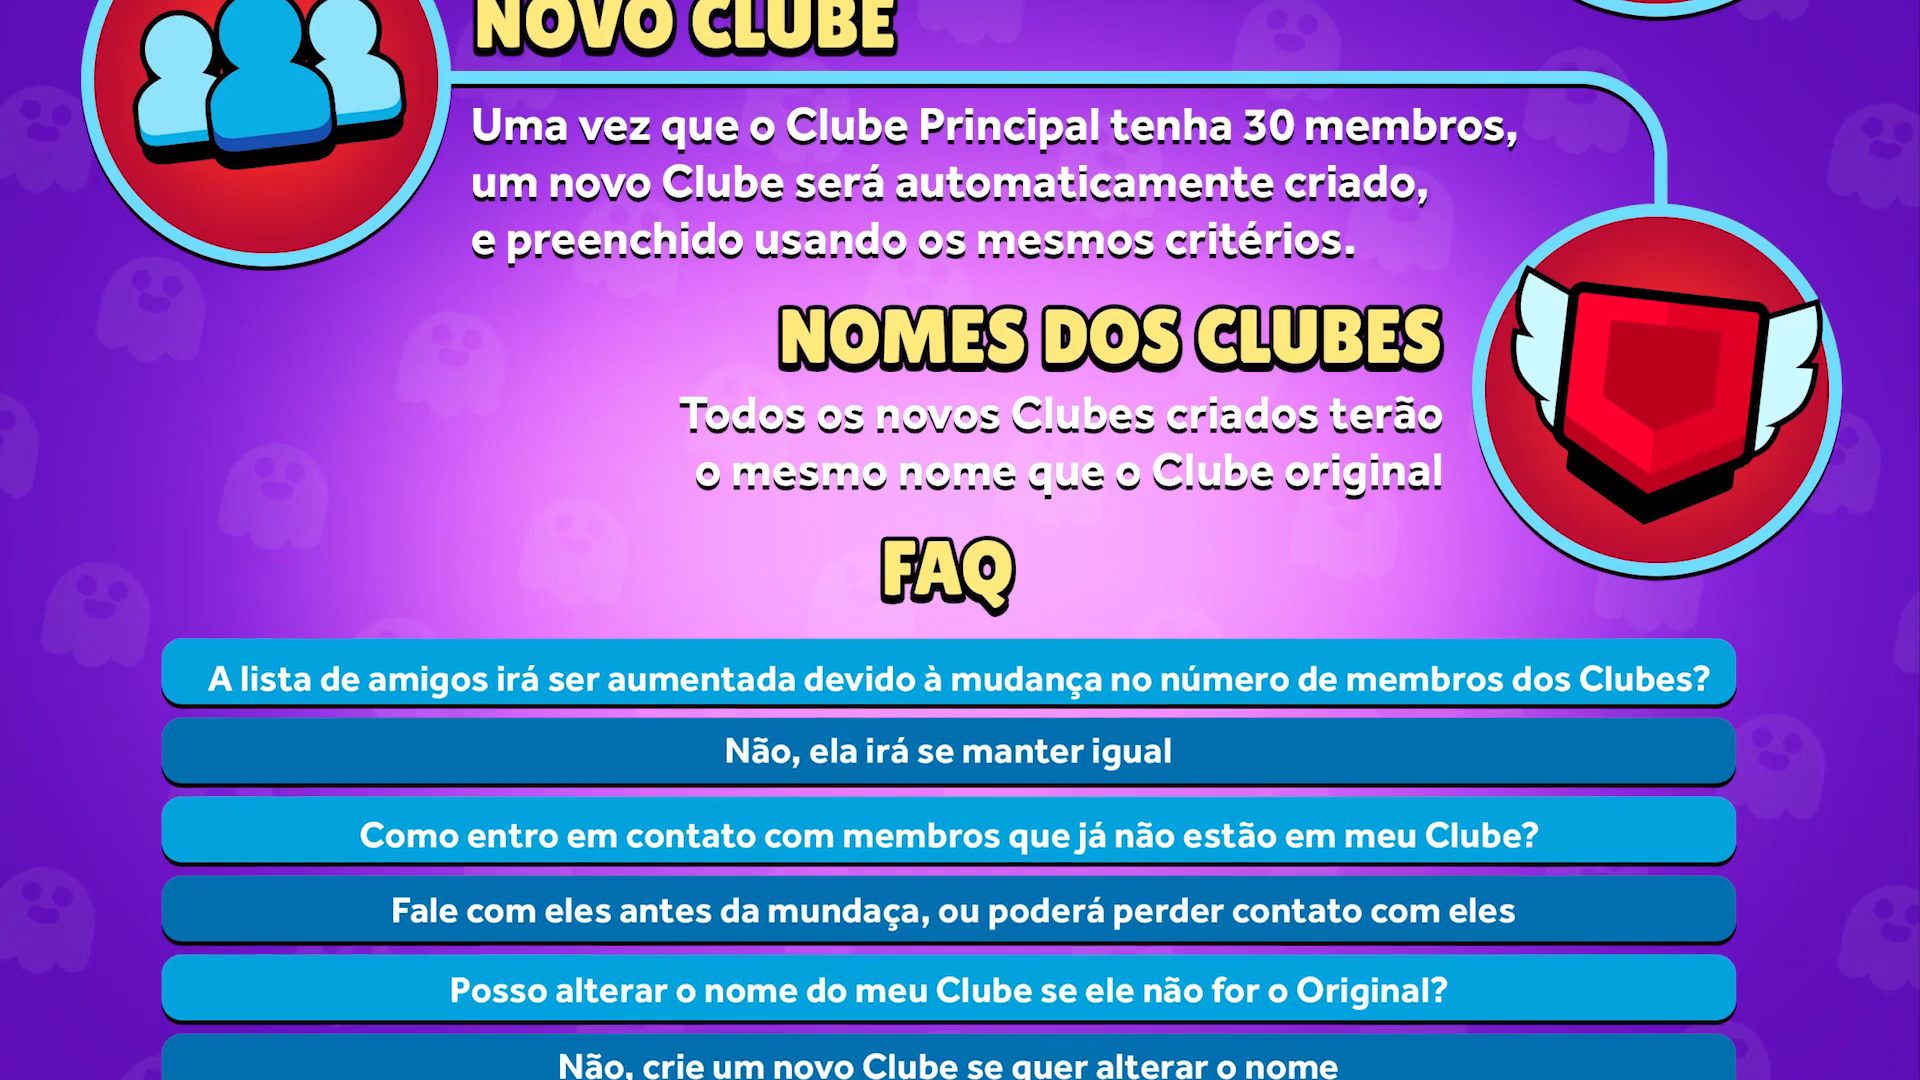 NOVO CLUBE
Uma vez que o Clube Principal tenha 30 membros,
um novo Clube será automaticamente criado,
e preenchido usando os mesmos critérios.
NOMES DOS CLUBES
Todos os novos Clubes criados terão
o mesmo nome que o Clube original
FAQ
A lista de amigos irá ser aumentada devido à mudança no número de membros dos Clubes?
Não, ela irá se manter igual
Como entro em contato com membros que já não estão em meu Clube?
Fale com eles antes da mundaça, ou poderá perder contato com eles
Posso alterar o nome do meu Clube se ele não for o Original?
Não, crie um novo Clube se quer alterar o nome